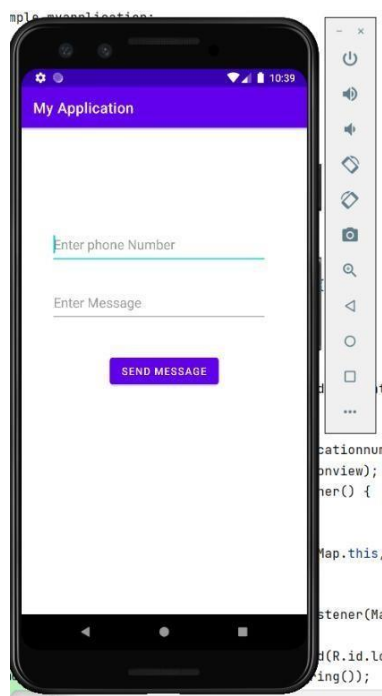 mple.myapplication;
10:39
My Application
Enter phone Number
Enter Message
SEND MESSAGE
{
cationnum
onview);
ner() {
Map.this,
stener(Ma
d(R.id.lo
ring());